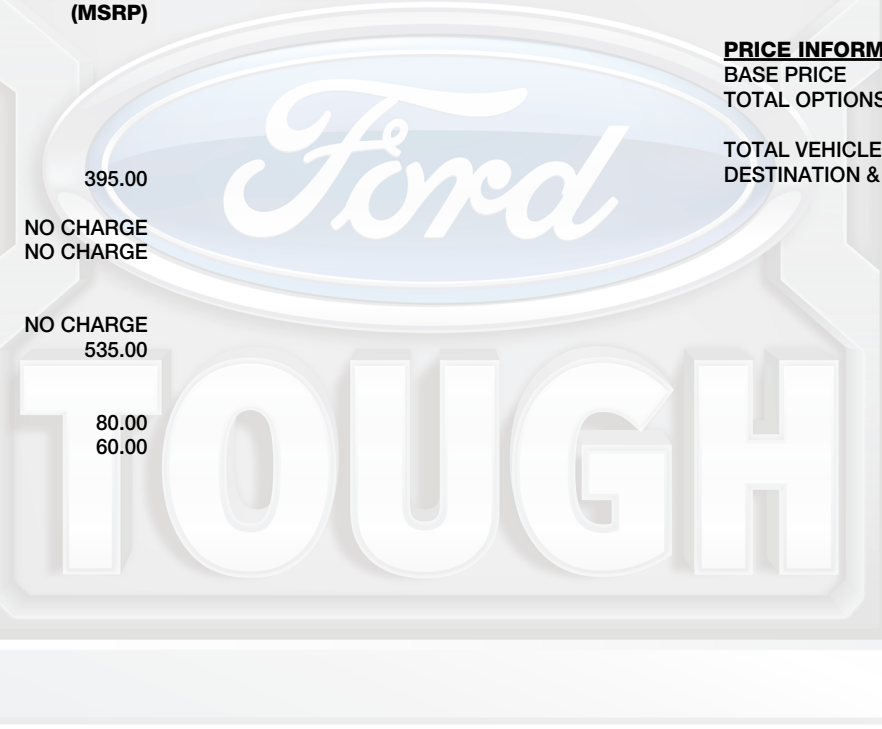 (MSRP)
395.00
NO CHARGE
NO CHARGE
NO CHARGE
535.00
80.00
60.00
PRICE INFORM
BASE PRICE
TOTAL OPTIONS
TOTAL VEHICLE
DESTINATION &
Ford
TOUGH